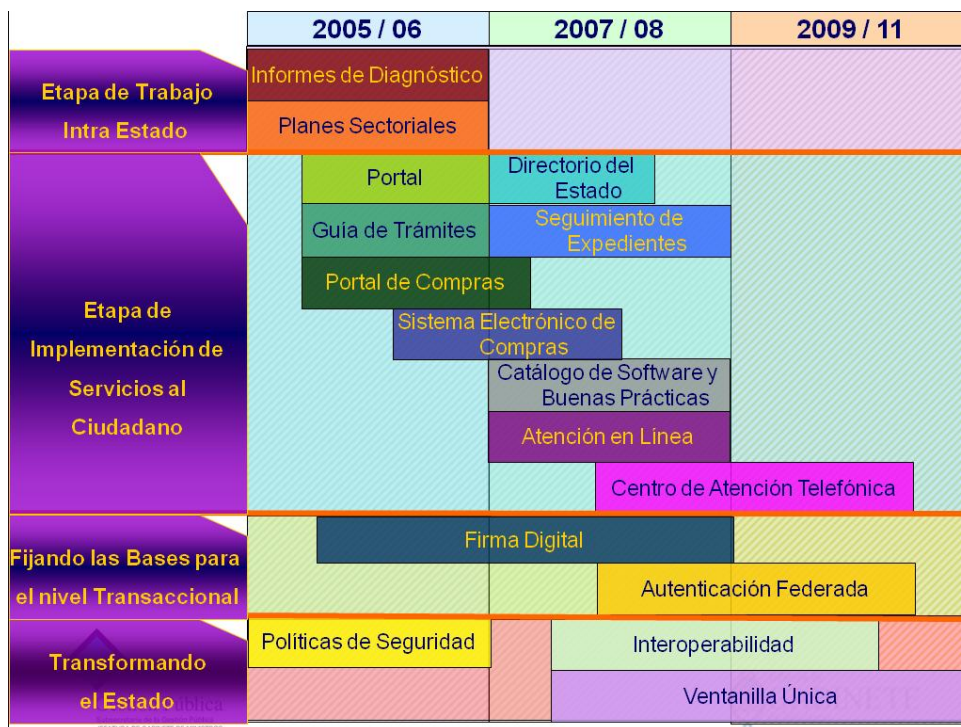 2005 / 06
2007 / 08
2009 / 11
Etapa de Trabajo
Intra Estado
Informes de Diagnóstico
Planes Sectoriales
Etapa de
Implementación de
Servicios al
Ciudadano
Portal
Directorio del
Estado
Guía de Trámites
Seguimiento de
Expedientes
Portal de Compras
Sistema Electrónico de
Compras
Catálogo de Software y
Buenas Prácticas
Atención en Línea
Centro de Atención Telefónica
Fijando las Bases para
el nivel Transaccional
Firma Digital
Autenticación Federada
Transformando
el Estado
Políticas de Seguridad
Interoperabilidad
Ventanilla Única